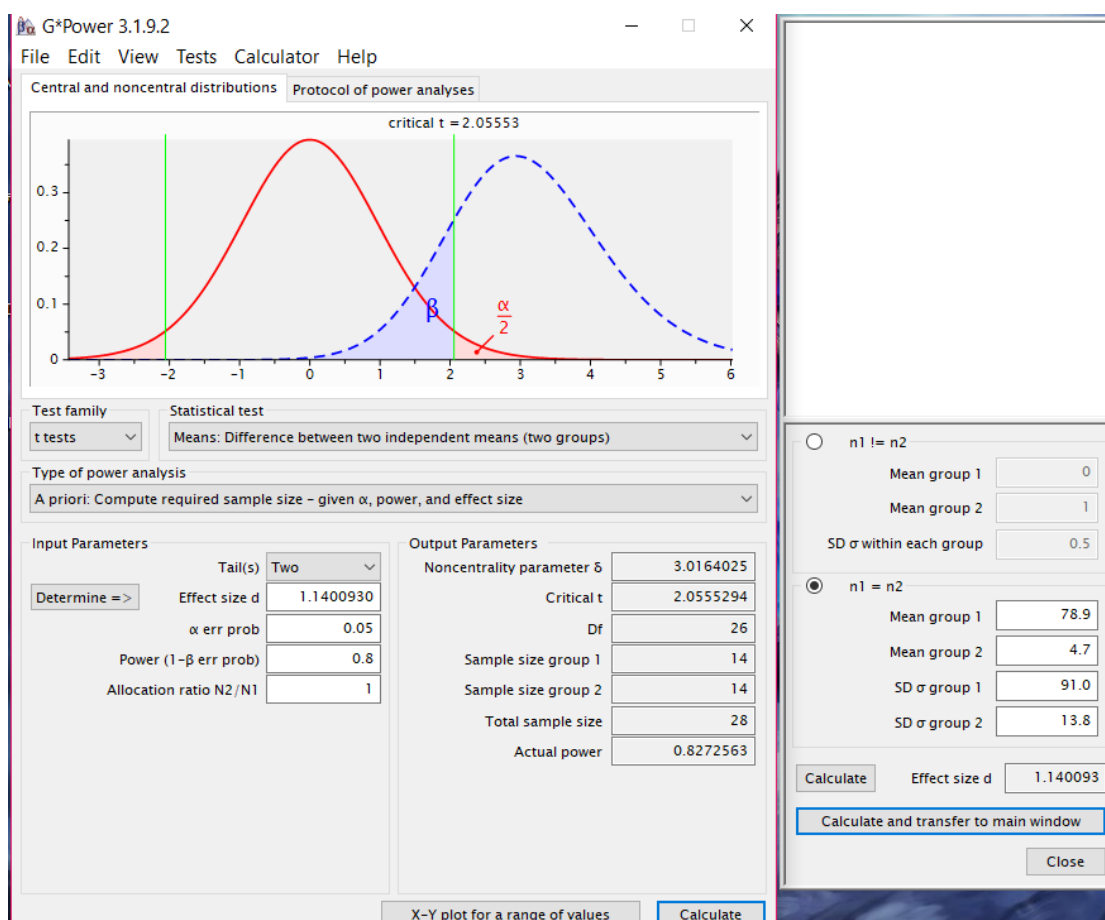 G*Power 3.1.9.2
File Edit View Tests Calculator Help
Central and noncentral distributions Protocol of power analyses
critical t = 2.05553
0.3
0.2
0.1
0
-3 -2 -1 0 1 2 3 4 5 6
β
α
2
Test family
t tests
Statistical test
Means: Difference between two independent means (two groups)
Type of power analysis
A priori: Compute required sample size – given α, power, and effect size
Input Parameters
Tail(s) Two
Determine => Effect size d 1.1400930
α err prob 0.05
Power (1-β err prob) 0.8
Allocation ratio N2/N1 1
Output Parameters
Noncentrality parameter δ 3.0164025
Critical t 2.0555294
Df 26
Sample size group 1 14
Sample size group 2 14
Total sample size 28
Actual power 0.8272563
X-Y plot for a range of values Calculate
n1 != n2
Mean group 1 0
Mean group 2 1
SD σ within each group 0.5
n1 = n2
Mean group 1 78.9
Mean group 2 4.7
SD σ group 1 91.0
SD σ group 2 13.8
Calculate Effect size d 1.140093
Calculate and transfer to main window
Close